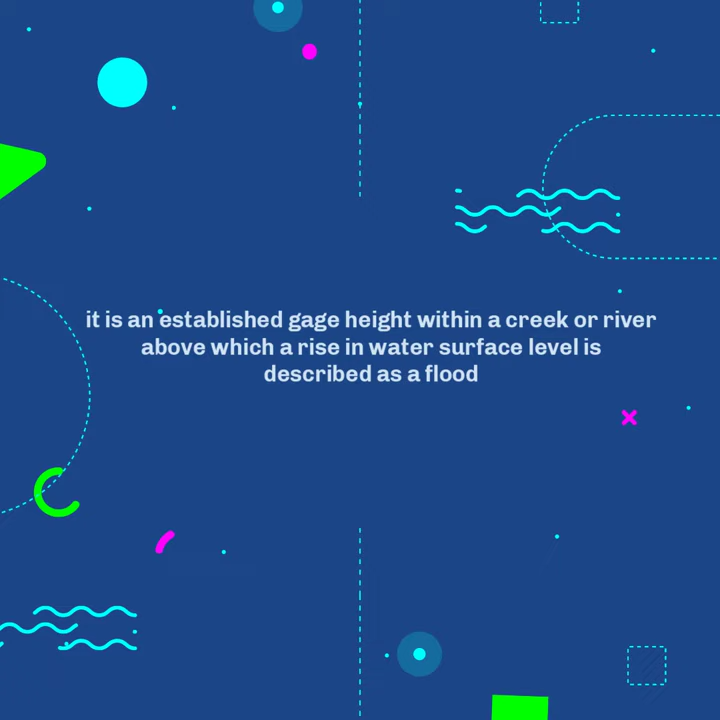 it is an established gage height within a creek or river
above which a rise in water surface level is
described as a flood